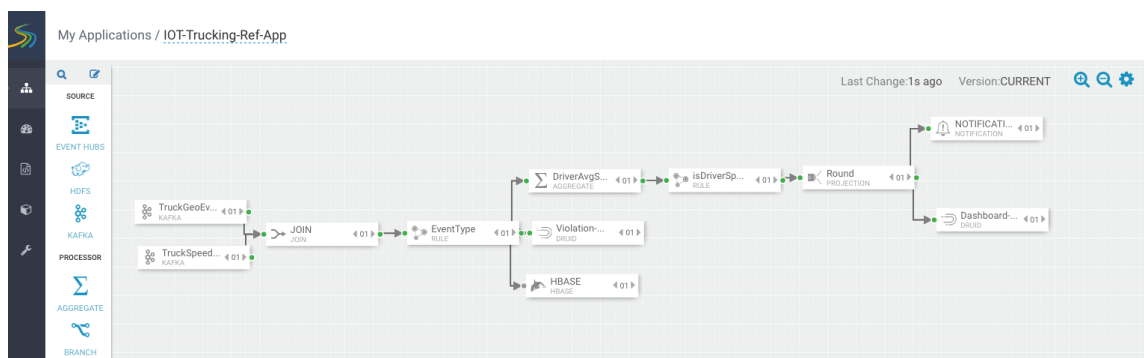 My Applications / IOT-Trucking-Ref-App
Last Change:1s ago Version:CURRENT
SOURCE
EVENT HUBS
HDFS
KAFKA
PROCESSOR
AGGREGATE
BRANCH
TruckGeoEv... 01
KAFKA
TruckSpeed... 01
KAFKA
JOIN 01
JOIN
EventType 01
RULE
DriverAvgS... 01
AGGREGATE
Violation-... 01
DRUID
HBASE 01
HBASE
isDriverSp... 01
RULE
Round 01
PROJECTION
NOTIFICATI... 01
NOTIFICATION
Dashboard-... 01
DRUID